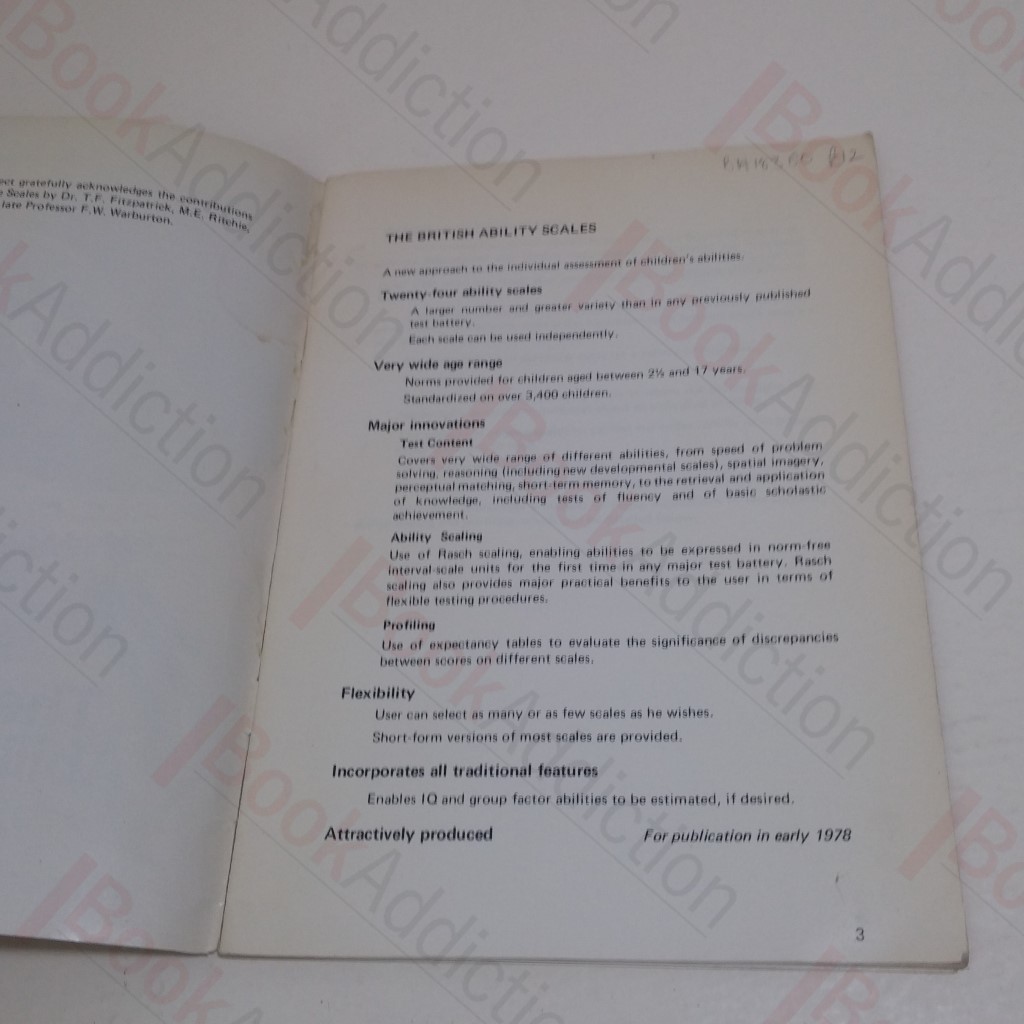 ect gratefully acknowledges the contributions
e Scales by Dr. T.F. Fitzpatrick, M.E. Ritchie,
late Professor F.W. Warburton.
THE BRITISH ABILITY SCALES
A new approach to the individual assessment of children's abilities.
Twenty-four ability scales
A larger number and greater variety than in any previously published
test battery.
Each scale can be used independently.
Very wide age range
Norms provided for children aged between 2½ and 17 years.
Standardized on over 3,400 children.
Major innovations
Test Content
Covers very wide range of different abilities, from speed of problem
solving, reasoning (including new developmental scales), spatial imagery,
perceptual matching, short-term memory, to the retrieval and application
of knowledge, including tests of fluency and of basic scholastic
achievement.
Ability Scaling
Use of Rasch scaling, enabling abilities to be expressed in norm-free
interval-scale units for the first time in any major test battery. Rasch
scaling also provides major practical benefits to the user in terms of
flexible testing procedures.
Profiling
Use of expectancy tables to evaluate the significance of discrepancies
between scores on different scales.
Flexibility
User can select as many or as few scales as he wishes.
Short-form versions of most scales are provided.
Incorporates all traditional features
Enables IQ and group factor abilities to be estimated, if desired.
Attractively produced For publication in early 1978
3
BookAddiction